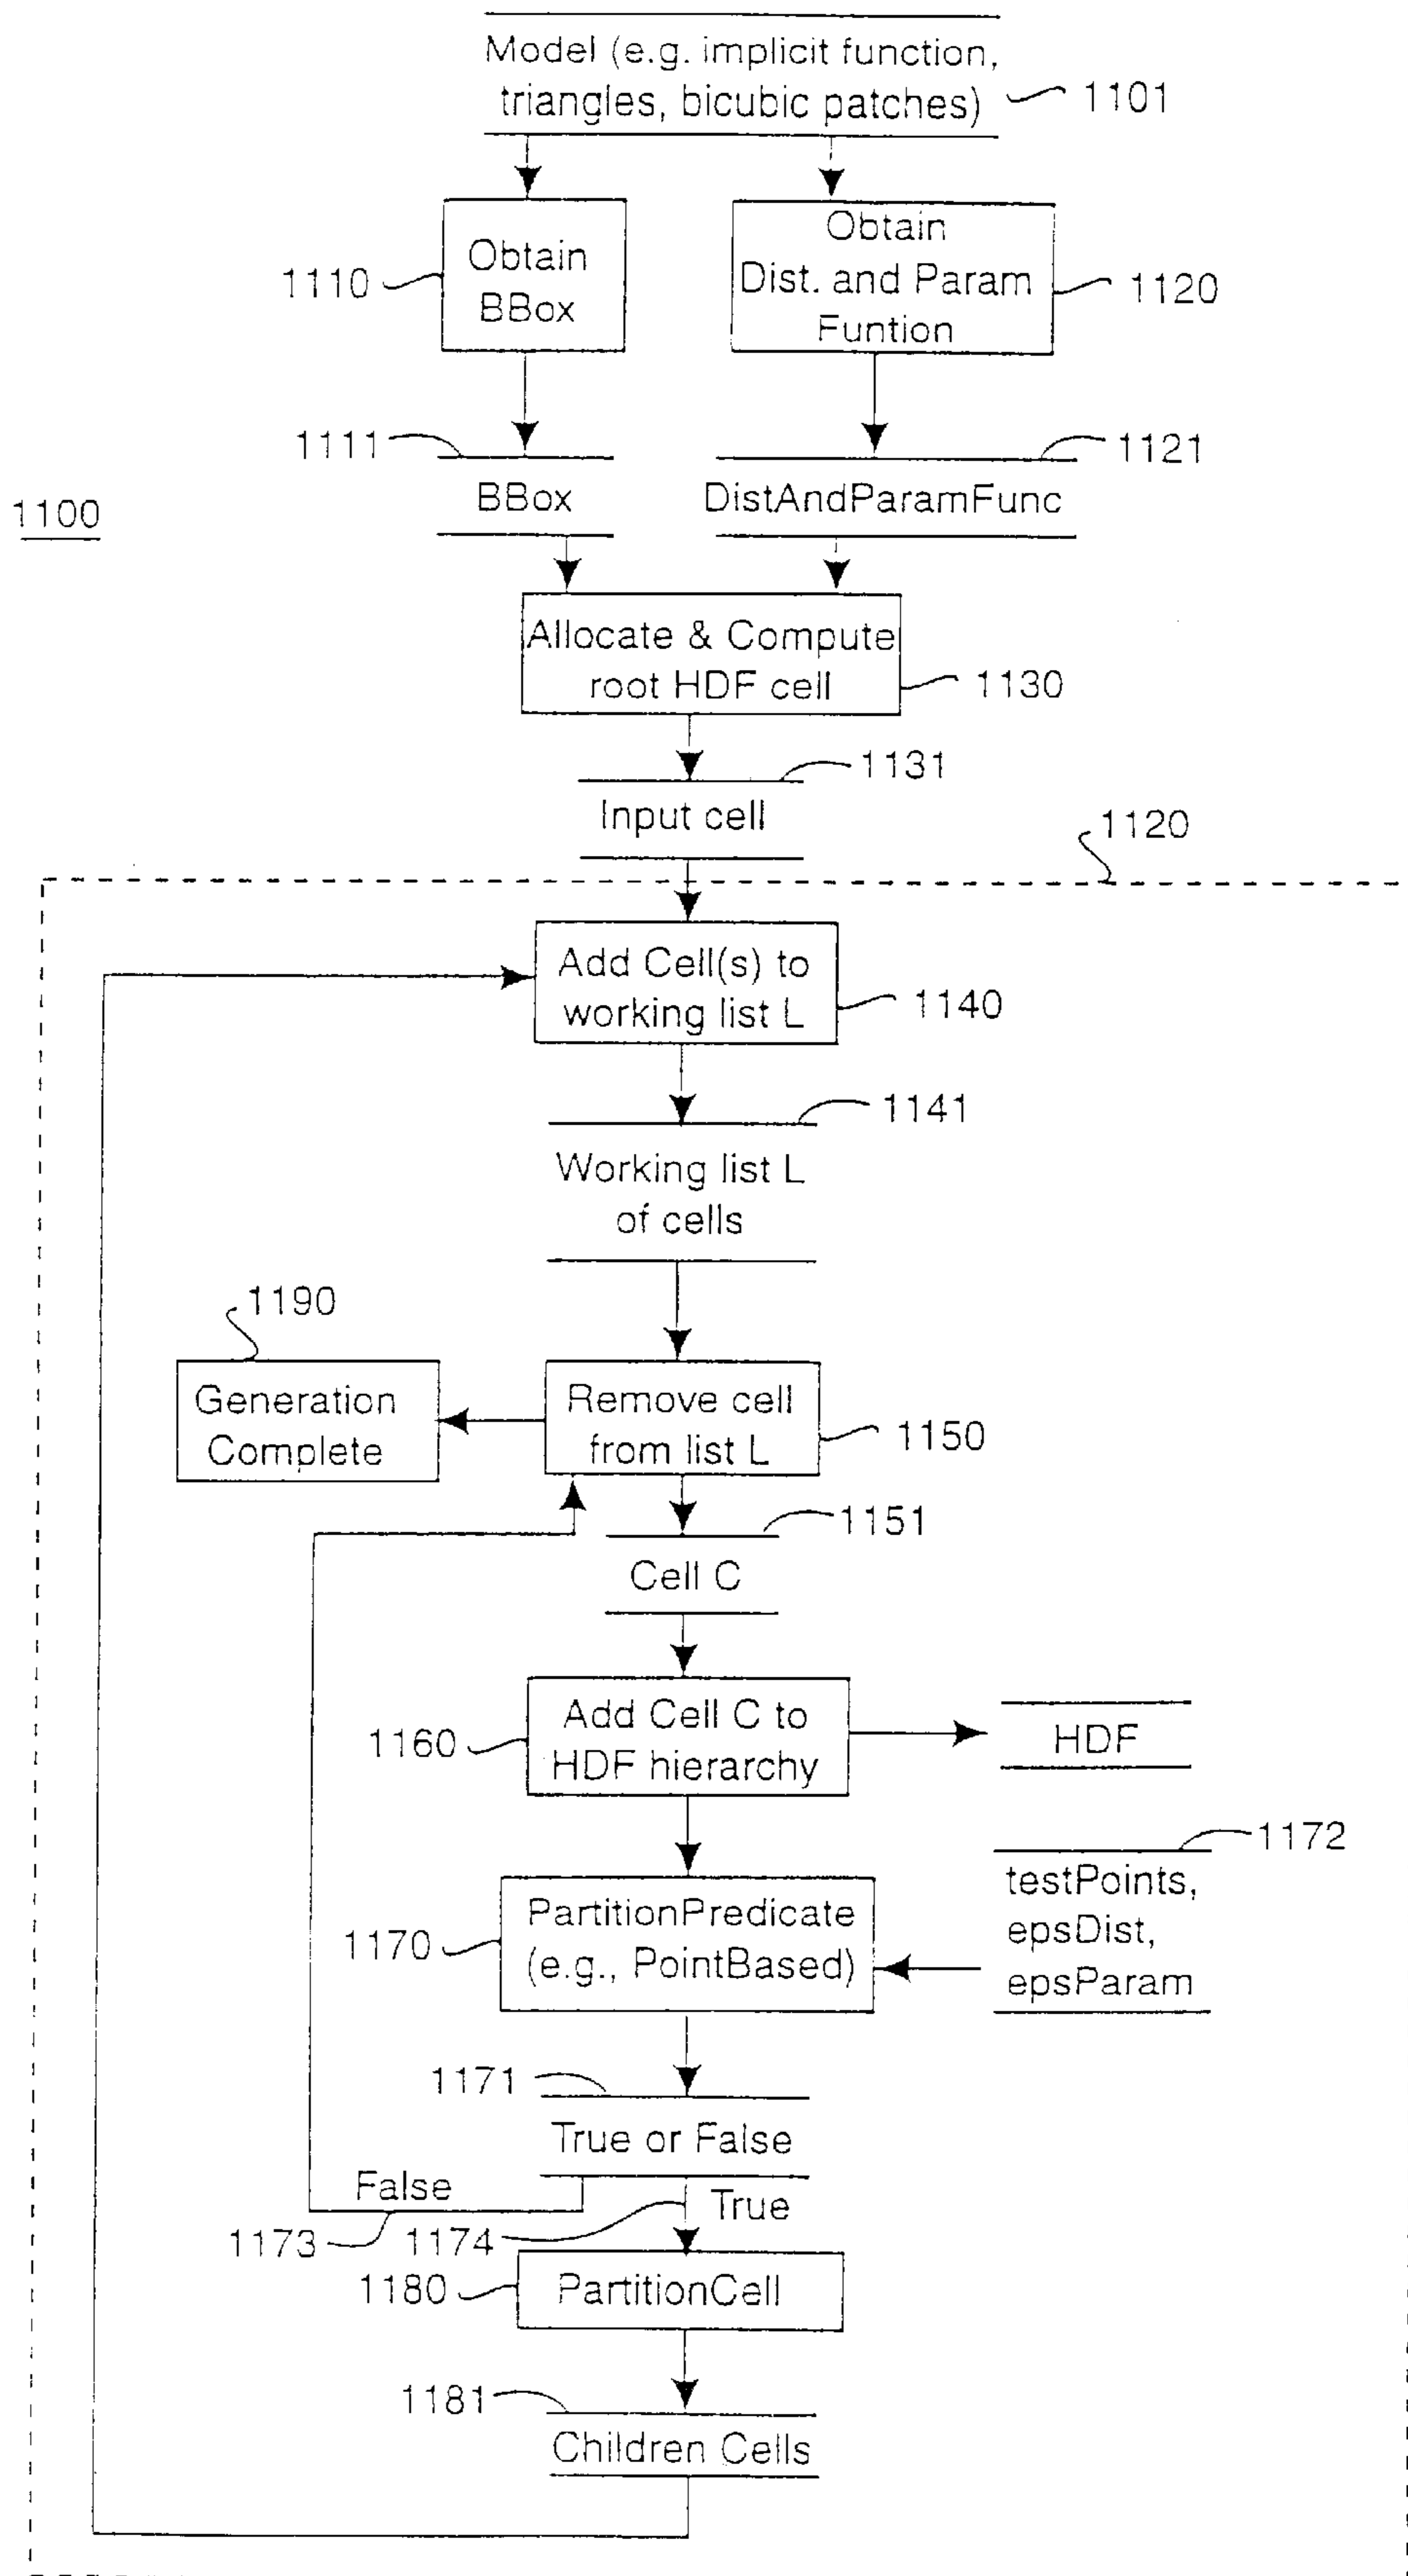 Model (e.g. implicit function,
triangles, bicubic patches)
1101
1110
Obtain
BBox
Obtain
Dist. and Param
Funtion
1120
1111
BBox
1121
DistAndParamFunc
1100
Allocate & Compute
root HDF cell
1130
1131
Input cell
1120
Add Cell(s) to
working list L
1140
1141
Working list L
of cells
1190
Generation
Complete
Remove cell
from list L
1150
1151
Cell C
1160
Add Cell C to
HDF hierarchy
HDF
1170
PartitionPredicate
(e.g., PointBased)
1172
testPoints,
epsDist,
epsParam
1171
True or False
False
True
1173
1174
1180
PartitionCell
1181
Children Cells